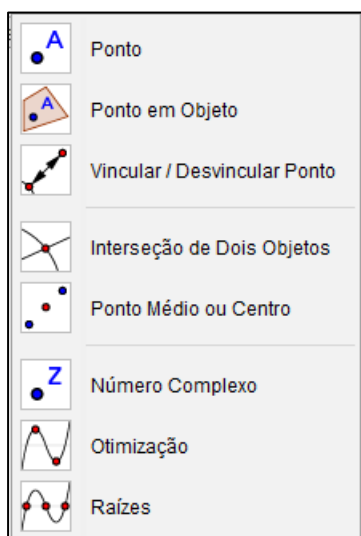 A Ponto
A Ponto em Objeto
Vincular / Desvincular Ponto
Interseção de Dois Objetos
Ponto Médio ou Centro
Z Número Complexo
Otimização
Raízes